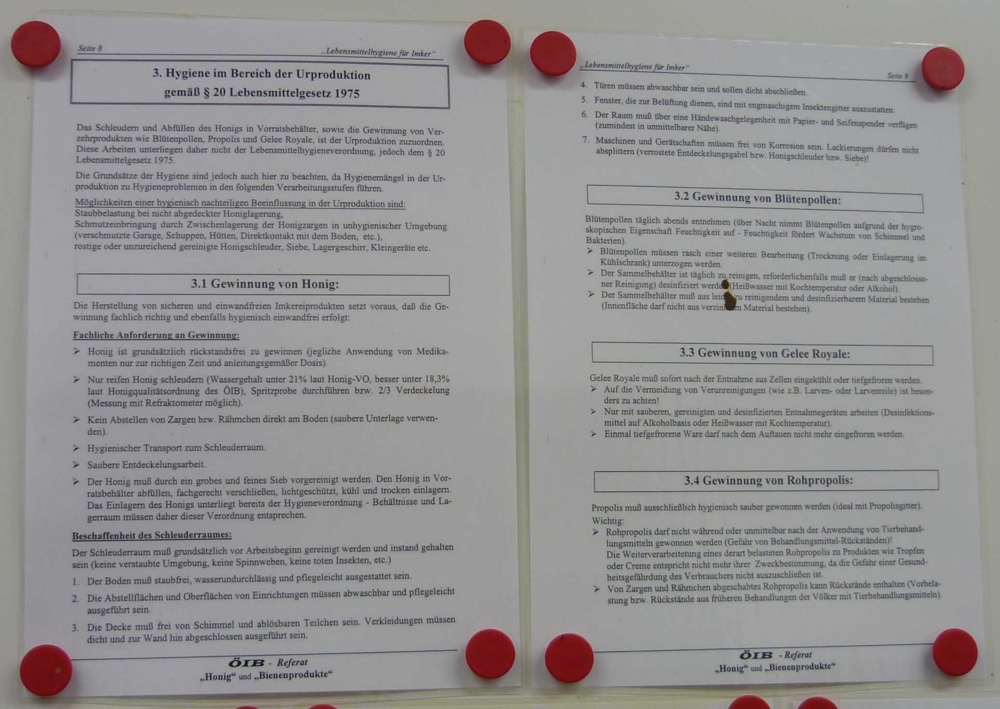 Seite 8
„Lebensmittelhygiene für Imker“
3. Hygiene im Bereich der Urproduktion
gemäß § 20 Lebensmittelgesetz 1975
Das Schleudern und Abfüllen des Honigs in Vorratsbehälter, sowie die Gewinnung von Ver-
zehrprodukten wie Blütenpollen, Propolis und Gelee Royale, ist der Urproduktion zuzuordnen.
Diese Arbeiten unterliegen daher nicht der Lebensmittelhygieneverordnung, jedoch dem § 20
Lebensmittelgesetz 1975.
Die Grundsätze der Hygiene sind jedoch auch hier zu beachten, da Hygienemängel in der Ur-
produktion zu Hygieneproblemen in den folgenden Verarbeitungsstufen führen.
Möglichkeiten einer hygienisch nachteiligen Beeinflussung in der Urproduktion sind:
Staubbelastung bei nicht abgedeckter Honiglagerung,
Schmutzeinbringung durch Zwischenlagerung der Honigzargen in unhygienischer Umgebung
(verschmutzte Garage, Schuppen, Hütten, Direktkontakt mit dem Boden, etc.),
rostige oder unzureichend gereinigte Honigschleuder, Siebe, Lagergeschirr, Kleingeräte etc.
3.1 Gewinnung von Honig:
Die Herstellung von sicheren und einwandfreien Imkereiprodukten setzt voraus, daß die Ge-
winnung fachlich richtig und ebenfalls hygienisch einwandfrei erfolgt:
Fachliche Anforderung an Gewinnung:
➢ Honig ist grundsätzlich rückstandsfrei zu gewinnen (jegliche Anwendung von Medika-
menten nur zur richtigen Zeit und anleitungsgemäßer Dosis).
➢ Nur reifen Honig schleudern (Wassergehalt unter 21% laut Honig-VO, besser unter 18,3%
laut Honigqualitätsordnung des ÖIB), Spritzprobe durchführen bzw. 2/3 Verdeckelung
(Messung mit Refraktometer möglich).
➢ Kein Abstellen von Zargen bzw. Rähmchen direkt am Boden (saubere Unterlage verwen-
den).
➢ Hygienischer Transport zum Schleuderraum.
➢ Saubere Entdeckelungsarbeit.
➢ Der Honig muß durch ein grobes und feines Sieb vorgereinigt werden. Den Honig in Vor-
ratsbehälter abfüllen, fachgerecht verschließen, lichtgeschützt, kühl und trocken einlagern.
Das Einlagern des Honigs unterliegt bereits der Hygieneverordnung - Behältnisse und La-
gerraum müssen daher dieser Verordnung entsprechen.
Beschaffenheit des Schleuderraumes:
Der Schleuderraum muß grundsätzlich vor Arbeitsbeginn gereinigt werden und instand gehalten
sein (keine verstaubte Umgebung, keine Spinnweben, keine toten Insekten, etc.)
1. Der Boden muß staubfrei, wasserundurchlässig und pflegeleicht ausgestattet sein.
2. Die Abstellflächen und Oberflächen von Einrichtungen müssen abwaschbar und pflegeleicht
ausgeführt sein.
3. Die Decke muß frei von Schimmel und ablösbaren Teilchen sein. Verkleidungen müssen
dicht und zur Wand hin abgeschlossen ausgeführt sein.
ÖIB - Referat
„Honig“ und „Bienenprodukte“
„Lebensmittelhygiene für Imker“
Seite 9
4. Türen müssen abwaschbar sein und sollen dicht abschließen.
5. Fenster, die zur Belüftung dienen, sind mit engmaschigem Insektengitter auszustatten.
6. Der Raum muß über eine Händewaschgelegenheit mit Papier- und Seifenspender verfügen
(zumindest in unmittelbarer Nähe).
7. Maschinen und Gerätschaften müssen frei von Korrosion sein. Lackierungen dürfen nicht
absplittern (verrostete Entdeckelungsgabel bzw. Honigschleuder bzw. Siebe)!
3.2 Gewinnung von Blütenpollen:
Blütenpollen täglich abends entnehmen (über Nacht nimmt Blütenpollen aufgrund der hygro-
skopischen Eigenschaft Feuchtigkeit auf - Feuchtigkeit fördert Wachstum von Schimmel und
Bakterien).
➢ Blütenpollen müssen rasch einer weiteren Bearbeitung (Trocknung oder Einlagerung im
Kühlschrank) unterzogen werden.
➢ Der Sammelbehälter ist täglich zu reinigen, erforderlichenfalls muß er (nach abgeschlosse-
ner Reinigung) desinfiziert werden (Heißwasser mit Kochtemperatur oder Alkohol).
➢ Der Sammelbehälter muß aus zu reinigendem und desinfizierbarem Material bestehen
(Innenfläche darf nicht aus Material bestehen).
3.3 Gewinnung von Gelee Royale:
Gelee Royale muß sofort nach der Entnahme aus Zellen eingekühlt oder tiefgefroren werden.
➢ Auf die Vermeidung von Verunreinigungen (wie z.B. Larven- oder Larventeile) ist beson-
ders zu achten!
➢ Nur mit sauberen, gereinigten und desinfizierten Entnahmegeräten arbeiten (Desinfektions-
mittel auf Alkoholbasis oder Heißwasser mit Kochtemperatur).
➢ Einmal tiefgefrorene Ware darf nach dem Auftauen nicht mehr eingefroren werden.
3.4 Gewinnung von Rohpropolis:
Propolis muß ausschließlich hygienisch sauber gewonnen werden (ideal mit Propolisgitter).
Wichtig:
➢ Rohpropolis darf nicht während oder unmittelbar nach der Anwendung von Tierbehand-
lungsmitteln gewonnen werden (Gefahr von Behandlungsmittel-Rückständen)!
Die Weiterverarbeitetung eines derart belasteten Rohpropolis zu Produkten wie Tropfen
oder Creme entspricht nicht mehr ihrer Zweckbestimmung, da die Gefahr einer Gesund-
heitsgefährdung des Verbrauchers nicht auszuschließen ist.
➢ Von Zargen und Rähmchen abgeschabtes Rohpropolis kann Rückstände enthalten (Vorbela-
stung bzw. Rückstände aus früheren Behandlungen der Völker mit Tierbehandlungsmitteln).
ÖIB - Referat
„Honig“ und „Bienenprodukte“